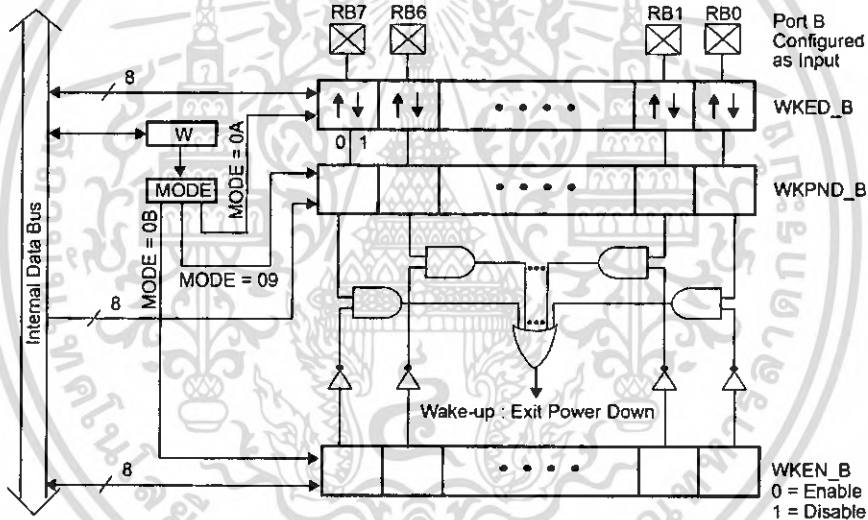 RB7 RB6 RB1 RB0
Port B
Configured
as Input
8
WKED_B
W
0 1
MODE = 0A
MODE
WKPND_B
MODE = 0B
MODE = 09
Internal Data Bus
8
Wake-up : Exit Power Down
8
WKEN_B
0 = Enable
1 = Disable